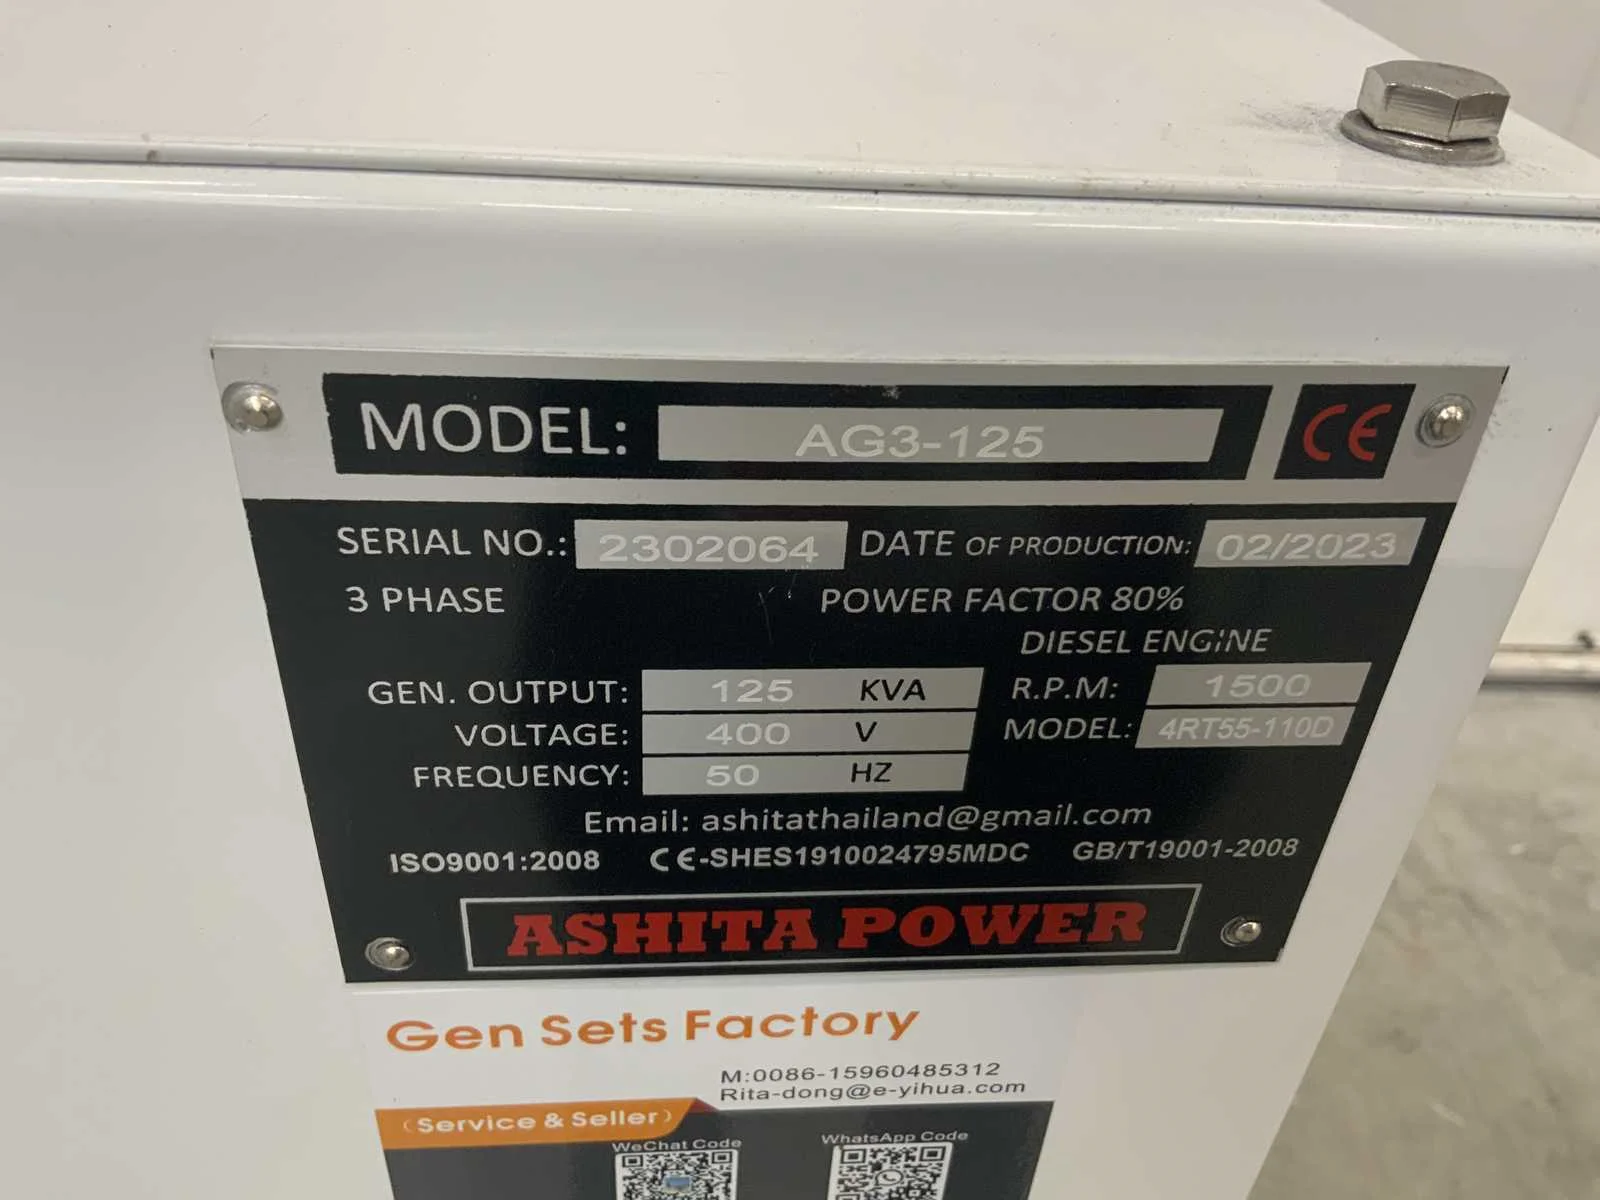 MODEL: AG3-125 CE
SERIAL NO.: 2302064 DATE OF PRODUCTION: 02/2023
3 PHASE POWER FACTOR 80%
DIESEL ENGINE
GEN. OUTPUT: 125 KVA R.P.M: 1500
VOLTAGE: 400 V MODEL: 4RT55-110D
FREQUENCY: 50 HZ
Email: ashitathailand@gmail.com
ISO9001:2008 CE-SHES1910024795MDC GB/T19001-2008
ASHITA POWER
Gen Sets Factory
M:0086-15960485312
Rita-dong@e-yihua.com
(Service & Seller)
WeChat Code WhatsApp Code